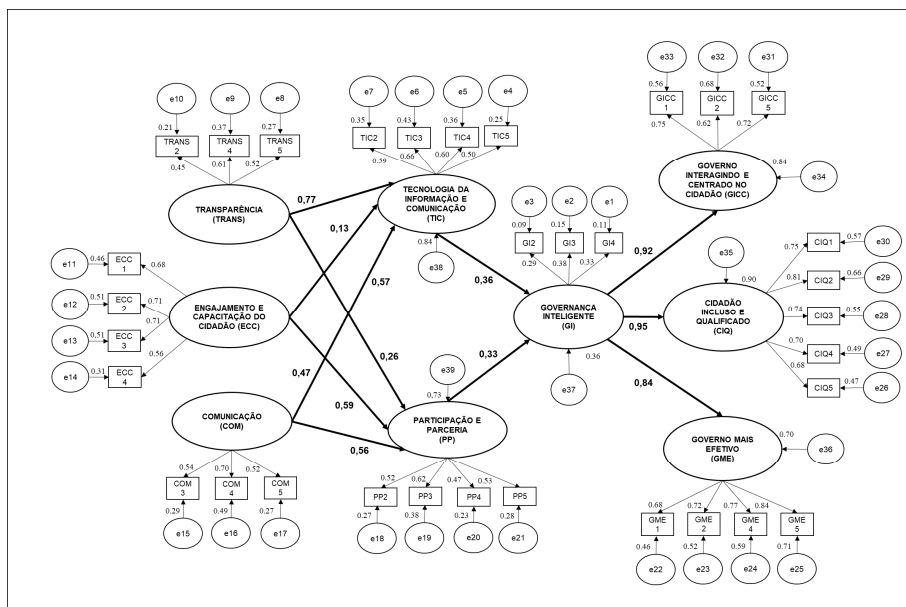 e33
e32
e31
0.56
0.68
0.52
GICC
1
GICC
2
GICC
5
0.75
0.62
0.72
GOVERNO
INTERAGINDO E
CENTRADO NO
CIDADÃO (GICC)
0.84
e34
e10
e9
e8
0.21
0.37
0.27
TRANS
2
TRANS
4
TRANS
5
0.45
0.61
0.52
TRANSPARÊNCIA
(TRANS)
e7
e6
e5
e4
0.35
0.43
0.36
0.25
TIC2
TIC3
TIC4
TIC5
0.59
0.66
0.60
0.50
TECNOLOGIA DA
INFORMAÇÃO E
COMUNICAÇÃO
(TIC)
0.84
e38
0,77
0,13
0,57
0,36
0,92
e3
e2
e1
0.09
0.15
0.11
GI2
GI3
GI4
0.29
0.38
0.33
GOVERNANÇA
INTELIGENTE
(GI)
0.36
e37
e35
0.90
CIDADÃO
INCLUSO E
QUALIFICADO
(CIQ)
0,95
0.75
CIQ1
0.57
e30
0.81
CIQ2
0.66
e29
0.74
CIQ3
0.55
e28
0.70
CIQ4
0.49
e27
0.68
CIQ5
0.47
e26
e11
0.46
ECC
1
0.68
e12
0.51
ECC
2
0.71
e13
0.51
ECC
3
0.71
e14
0.31
ECC
4
0.56
ENGAJAMENTO E
CAPACITAÇÃO DO
CIDADÃO (ECC)
0,26
0,47
0,59
0,56
0,33
0,84
e39
0.73
PARTICIPAÇÃO E
PARCERIA
(PP)
COMUNICAÇÃO
(COM)
0.54
0.70
0.52
COM
3
COM
4
COM
5
0.29
0.49
0.27
e15
e16
e17
0.52
0.62
0.47
0.53
PP2
PP3
PP4
PP5
0.27
0.38
0.23
0.28
e18
e19
e20
e21
GOVERNO MAIS
EFETIVO
(GME)
0.70
e36
0.68
0.72
0.77
0.84
GME
1
GME
2
GME
4
GME
5
0.46
0.52
0.59
0.71
e22
e23
e24
e25